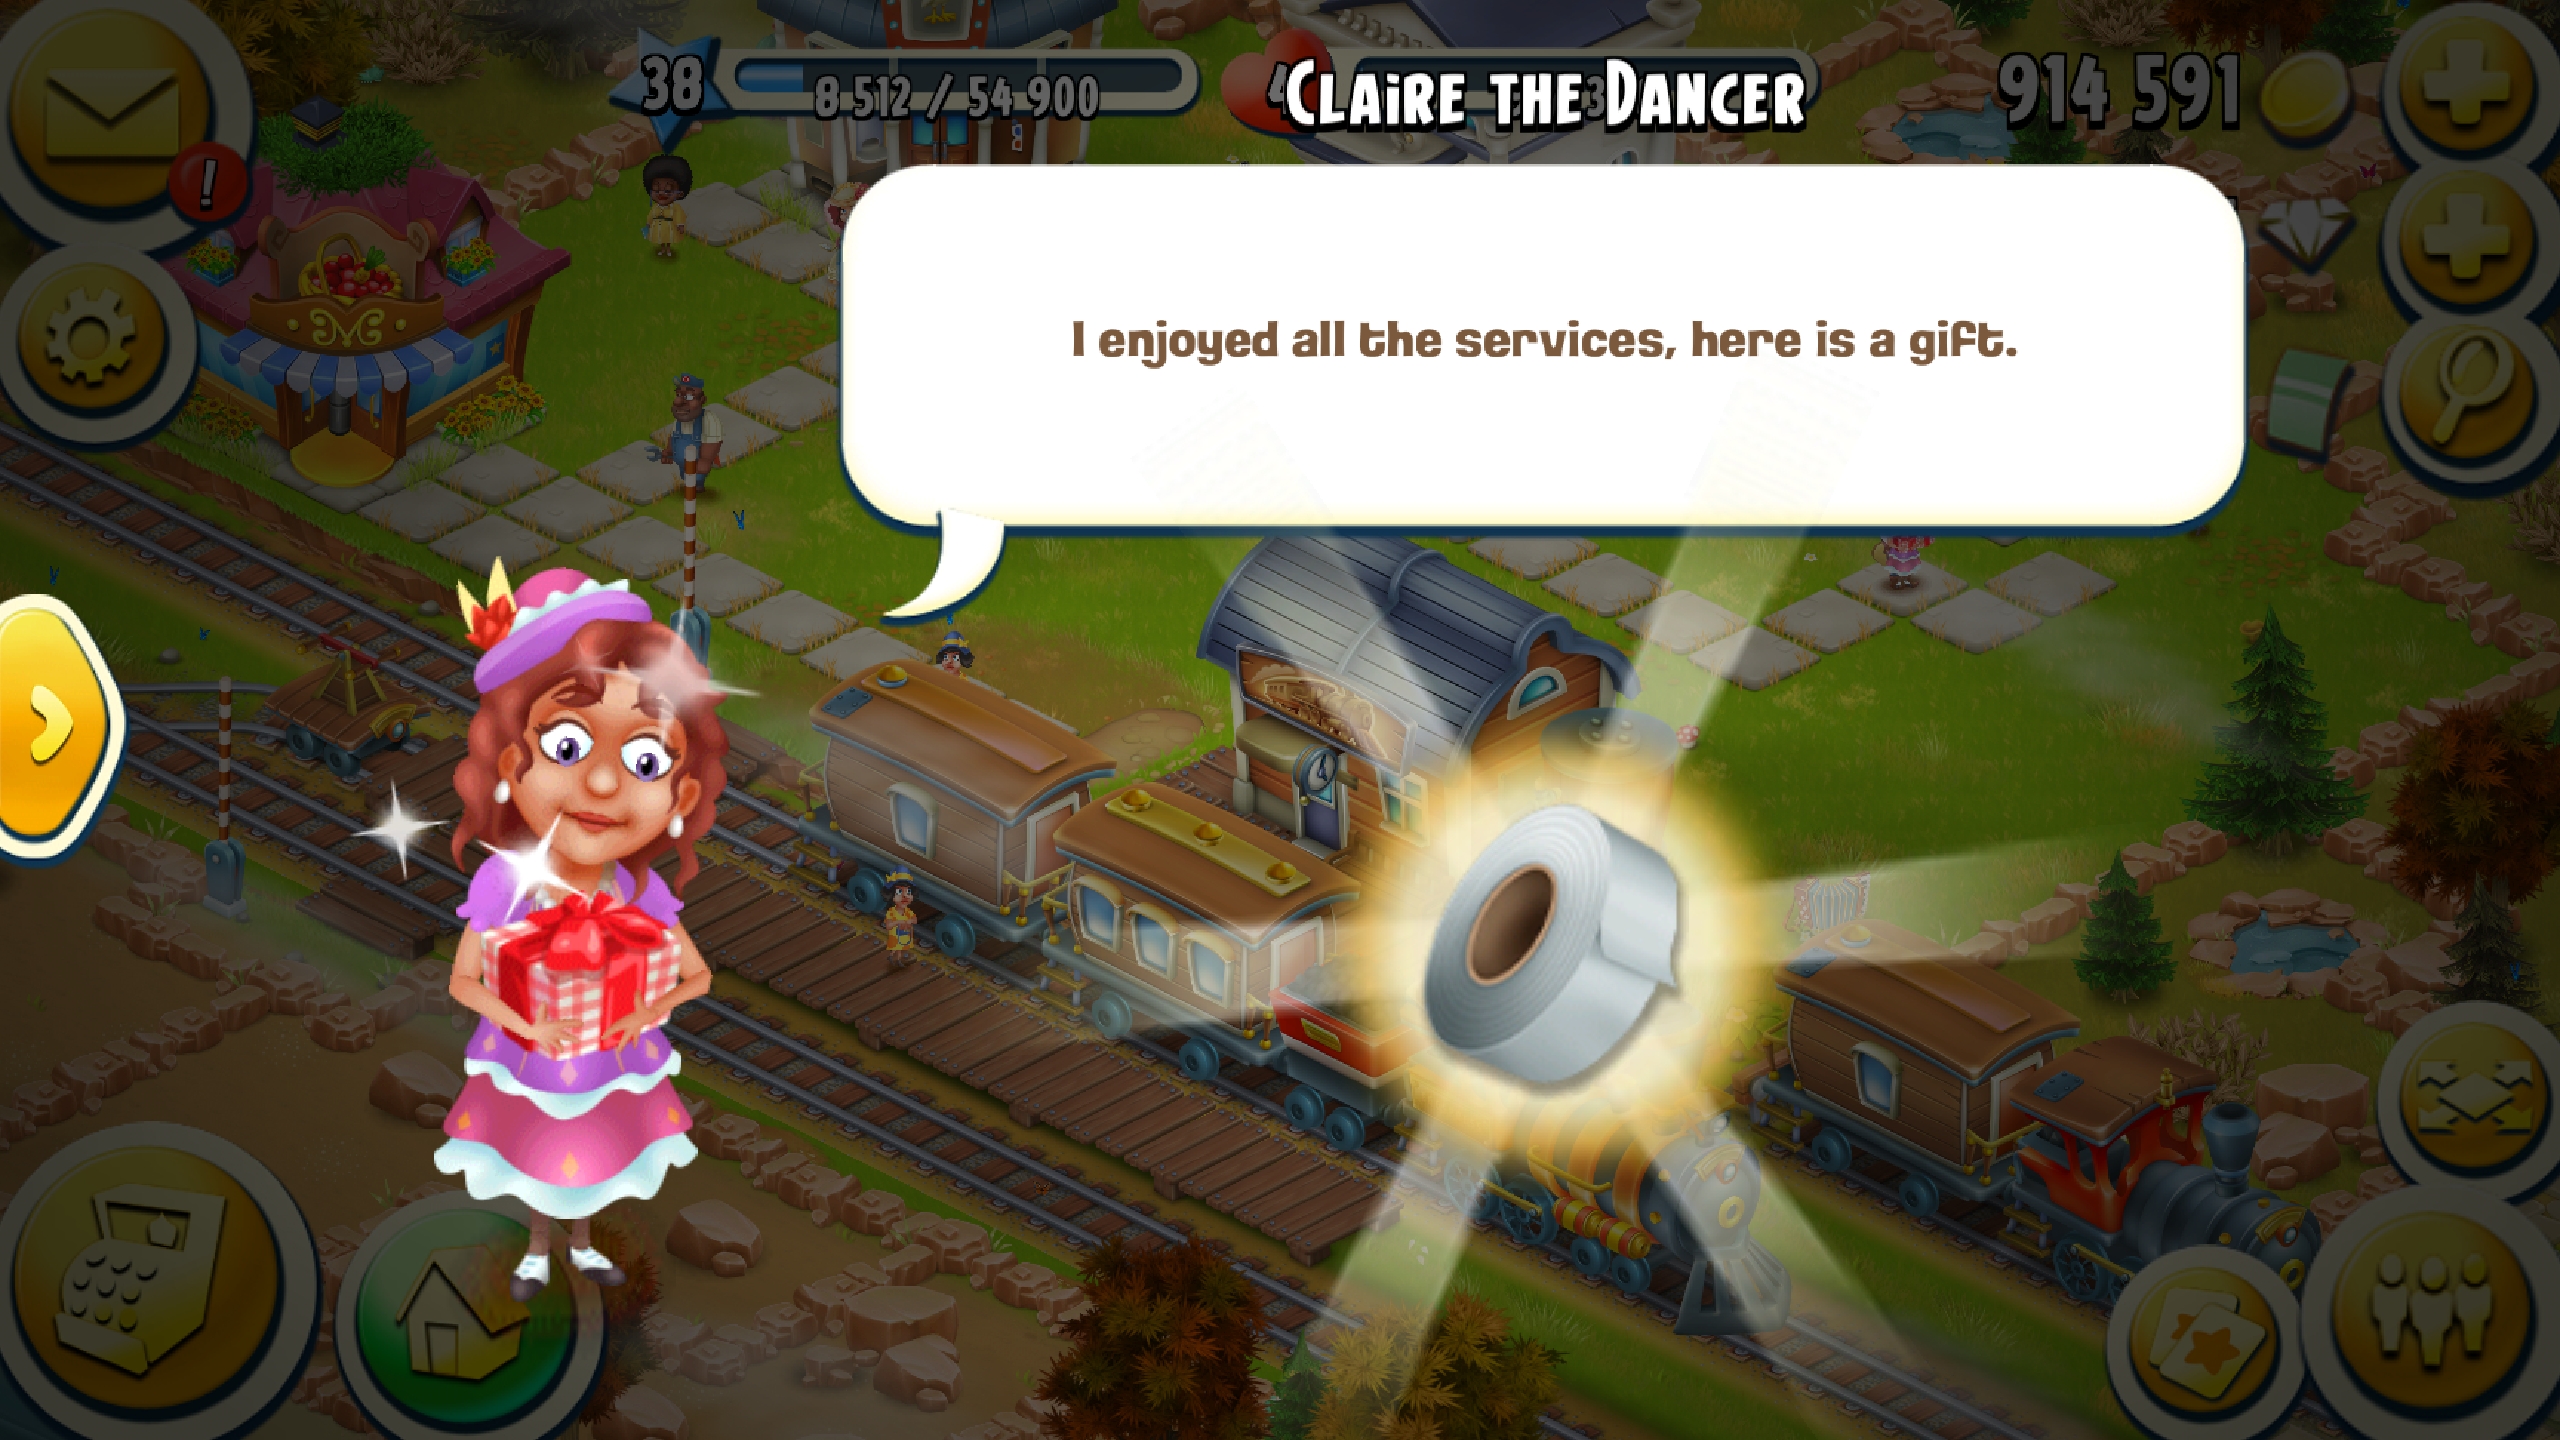 38
8 512 / 54 900
CLAIRE THE DANCER
914 591
!
I enjoyed all the services, here is a gift.